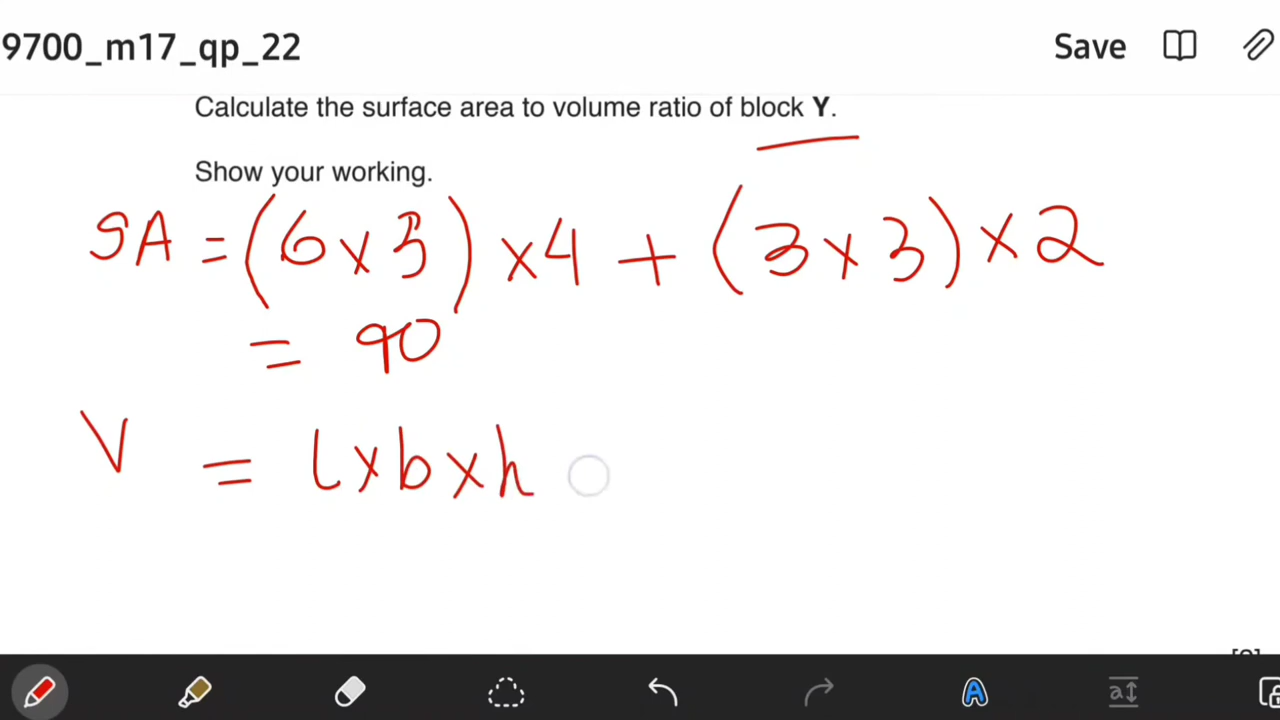 9700_m17_qp_22 Save
Calculate the surface area to volume ratio of block Y.
Show your working.
SA = (6 x 3) x 4 + (3 x 3) x 2
= 90
V = l x b x h